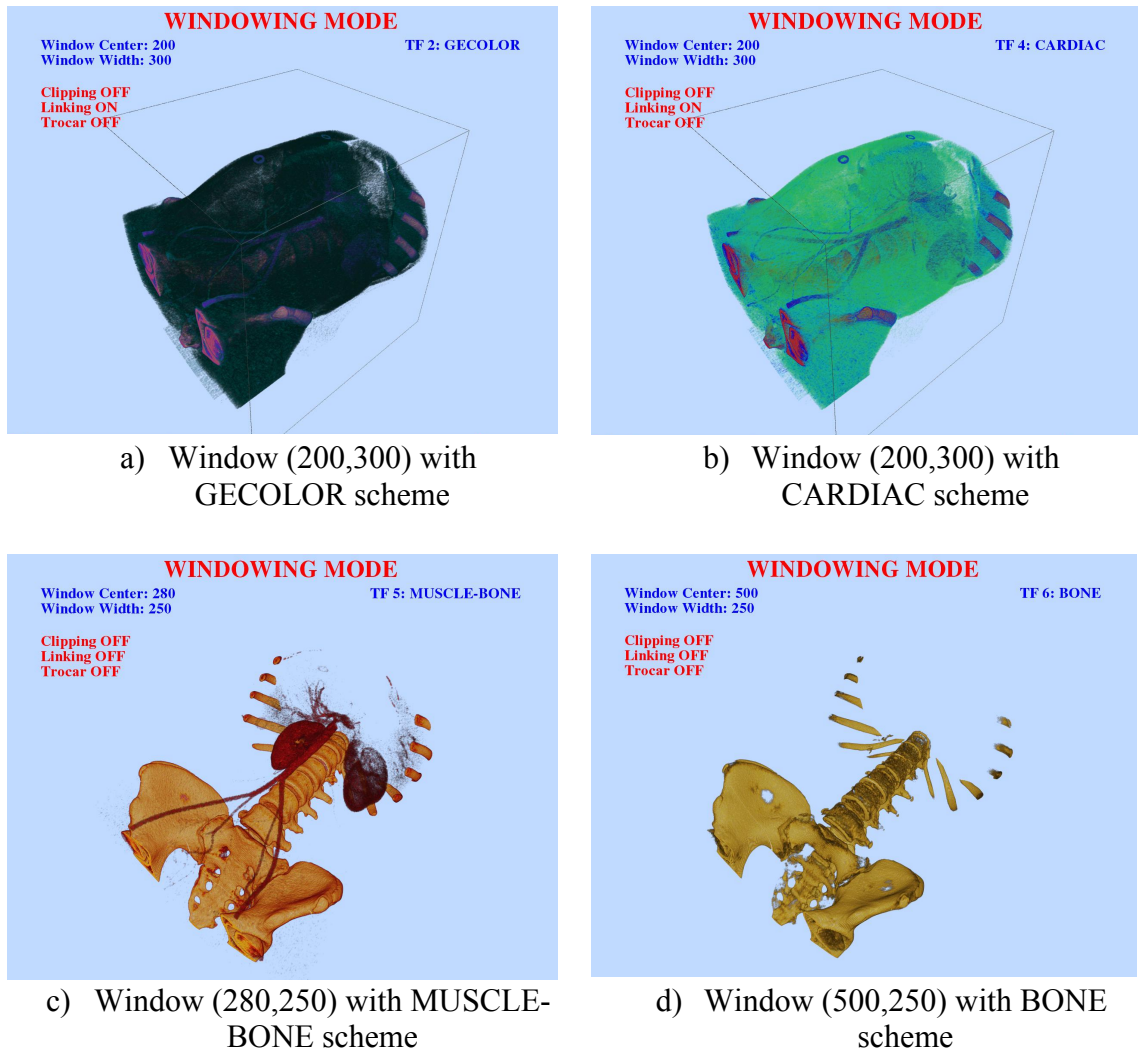 WINDOWING MODE
Window Center: 200
Window Width: 300
TF 2: GECOLOR
Clipping OFF
Linking ON
Trocar OFF
a) Window (200,300) with
GECOLOR scheme
WINDOWING MODE
Window Center: 200
Window Width: 300
TF 4: CARDIAC
Clipping OFF
Linking ON
Trocar OFF
b) Window (200,300) with
CARDIAC scheme
WINDOWING MODE
Window Center: 280
Window Width: 250
TF 5: MUSCLE-BONE
Clipping OFF
Linking OFF
Trocar OFF
c) Window (280,250) with MUSCLE-
BONE scheme
WINDOWING MODE
Window Center: 500
Window Width: 250
TF 6: BONE
Clipping OFF
Linking OFF
Trocar OFF
d) Window (500,250) with BONE
scheme